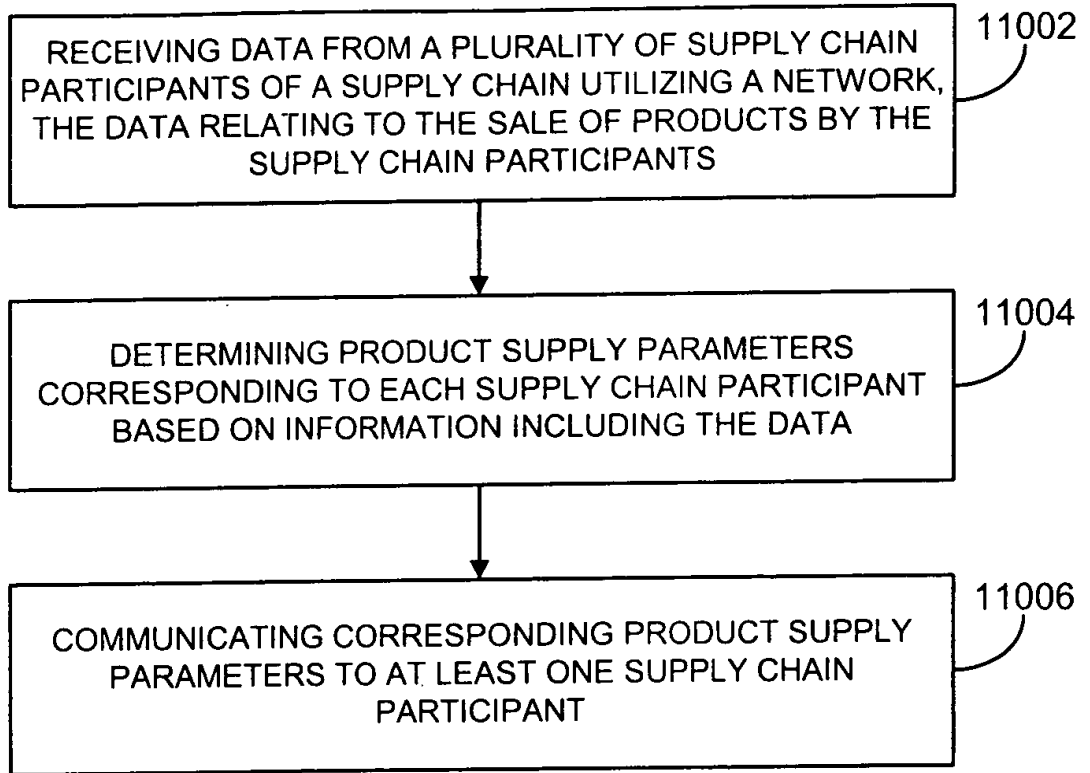 RECEIVING DATA FROM A PLURALITY OF SUPPLY CHAIN
PARTICIPANTS OF A SUPPLY CHAIN UTILIZING A NETWORK,
THE DATA RELATING TO THE SALE OF PRODUCTS BY THE
SUPPLY CHAIN PARTICIPANTS
11002
DETERMINING PRODUCT SUPPLY PARAMETERS
CORRESPONDING TO EACH SUPPLY CHAIN PARTICIPANT
BASED ON INFORMATION INCLUDING THE DATA
11004
COMMUNICATING CORRESPONDING PRODUCT SUPPLY
PARAMETERS TO AT LEAST ONE SUPPLY CHAIN
PARTICIPANT
11006